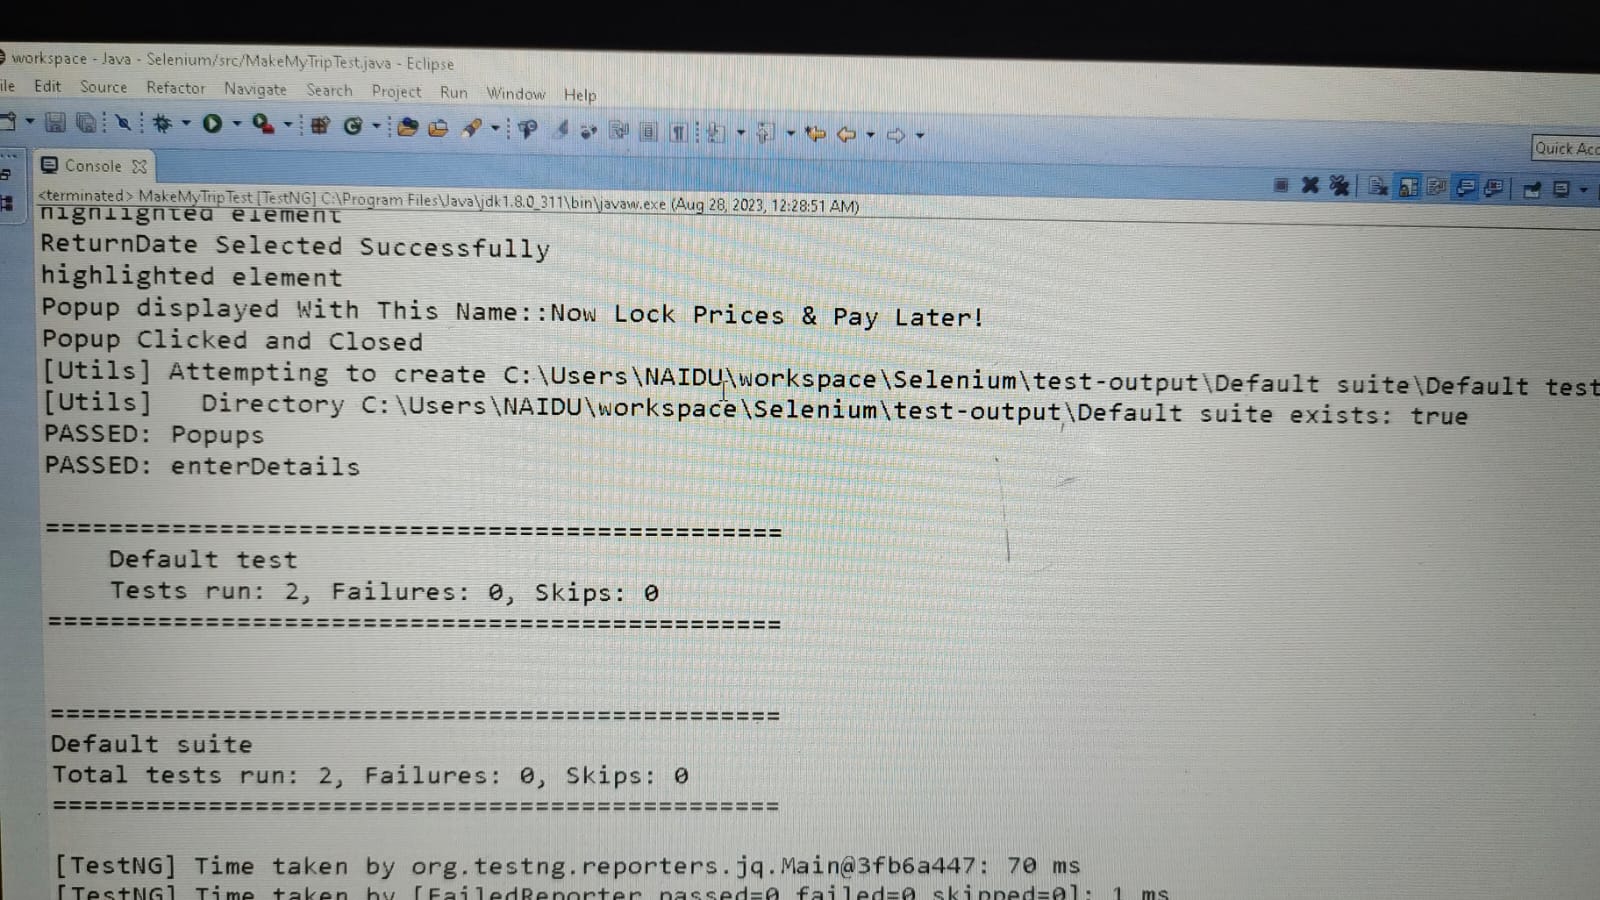 workspace - Java - Selenium/src/MakeMyTripTest.java - Eclipse
Edit Source Refactor Navigate Search Project Run Window Help
Quick
Console
<terminated> MakeMyTripTest [TestNG] C:\Program Files\Java\jdk1.8.0_311\bin\javaw.exe (Aug 28, 2023, 12:28:51 AM)
highlighted element
ReturnDate Selected Successfully
highlighted element
Popup displayed With This Name::Now Lock Prices & Pay Later!
Popup Clicked and Closed
[Utils] Attempting to create C:\Users\NAIDU\workspace\Selenium\test-output\Default suite\Default test
[Utils]   Directory C:\Users\NAIDU\workspace\Selenium\test-output\Default suite exists: true
PASSED: Popups
PASSED: enterDetails
===============================================
Default test
Tests run: 2, Failures: 0, Skips: 0
===============================================
===============================================
Default suite
Total tests run: 2, Failures: 0, Skips: 0
===============================================
[TestNG] Time taken by org.testng.reporters.jq.Main@3fb6a447: 70 ms
[TestNG] Time taken by [FailedReporter passed=0 failed=0 skipped=0]: 1 ms